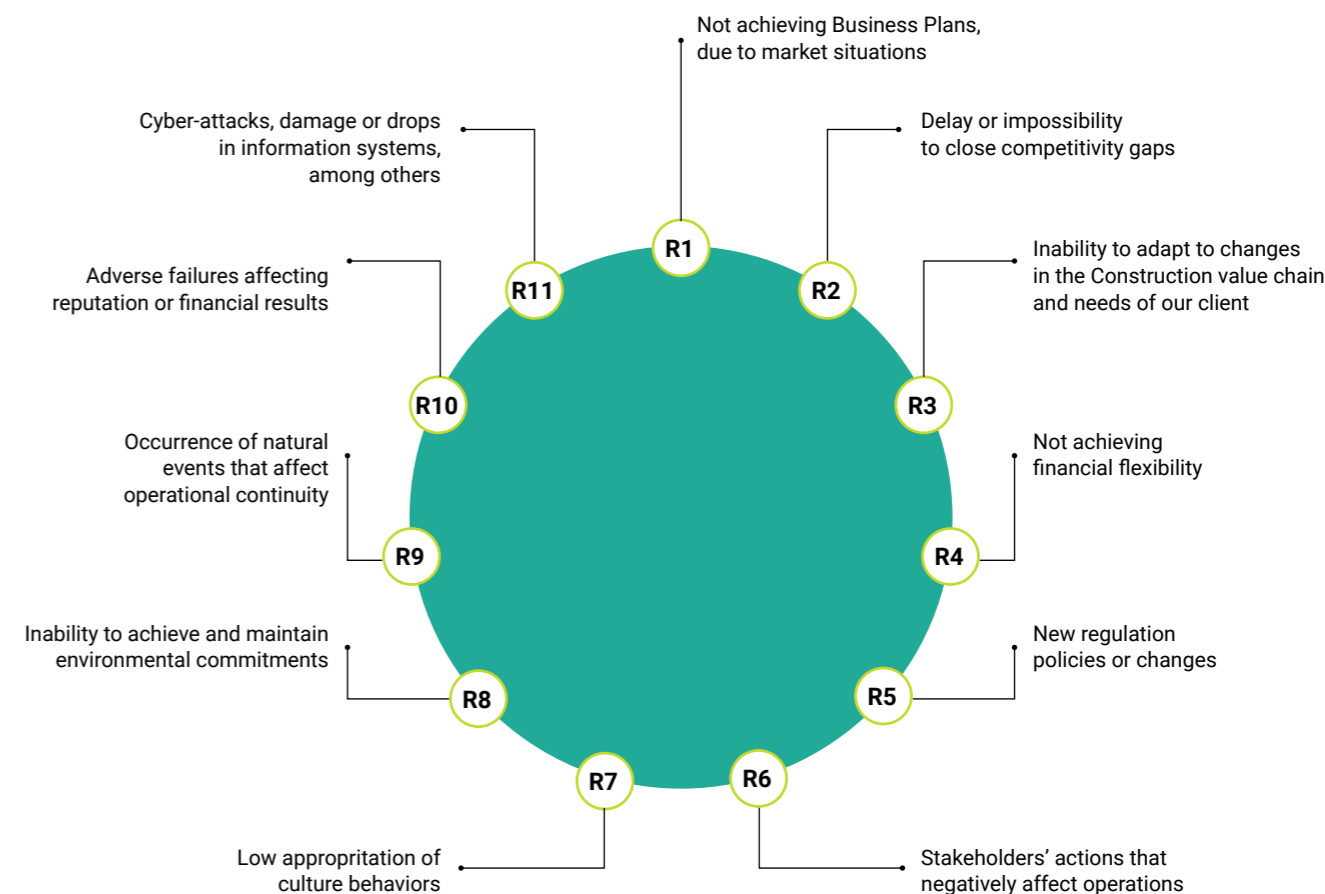 Not achieving Business Plans,
due to market situations
Cyber-attacks, damage or drops
in information systems,
among others
Delay or impossibility
to close competitivity gaps
Adverse failures affecting
reputation or financial results
Inability to adapt to changes
in the Construction value chain
and needs of our client
R1
R11
R2
R10
R3
Occurrence of natural
events that affect
operational continuity
Not achieving
financial flexibility
R9
R4
Inability to achieve and maintain
environmental commitments
New regulation
policies or changes
R8
R5
R7
R6
Low appropritation of
culture behaviors
Stakeholders' actions that
negatively affect operations